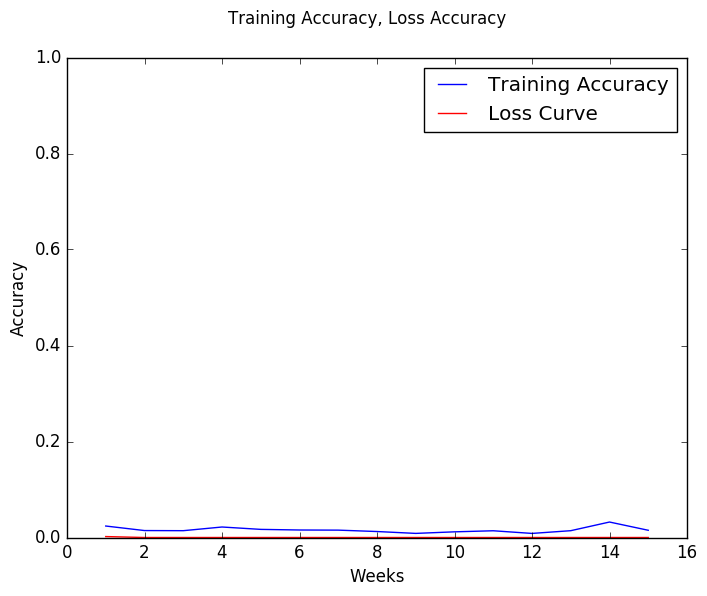 Training Accuracy, Loss Accuracy
1.0
Training Accuracy
Loss Curve
0.8
0.6
Accuracy
0.4
0.2
0.0
0 2 4 6 8 10 12 14 16
Weeks